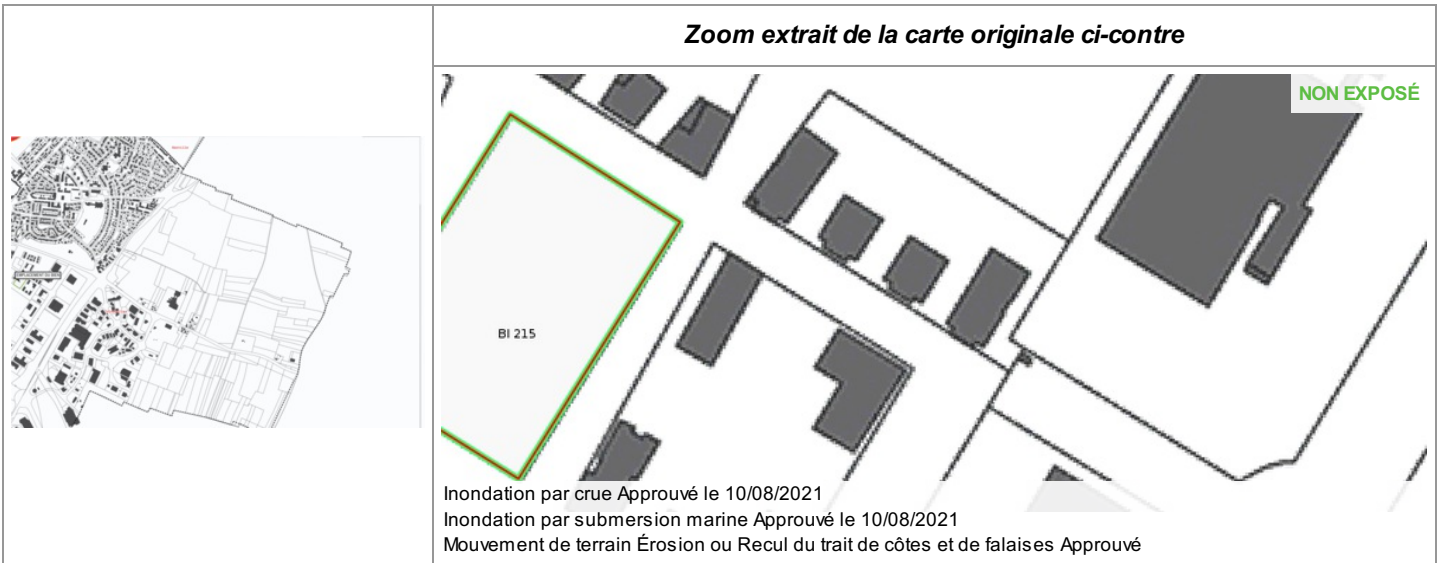 Zoom extrait de la carte originale ci-contre
NON EXPOSÉ
BI 215
Inondation par crue Approuvé le 10/08/2021
Inondation par submersion marine Approuvé le 10/08/2021
Mouvement de terrain Érosion ou Recul du trait de côtes et de falaises Approuvé